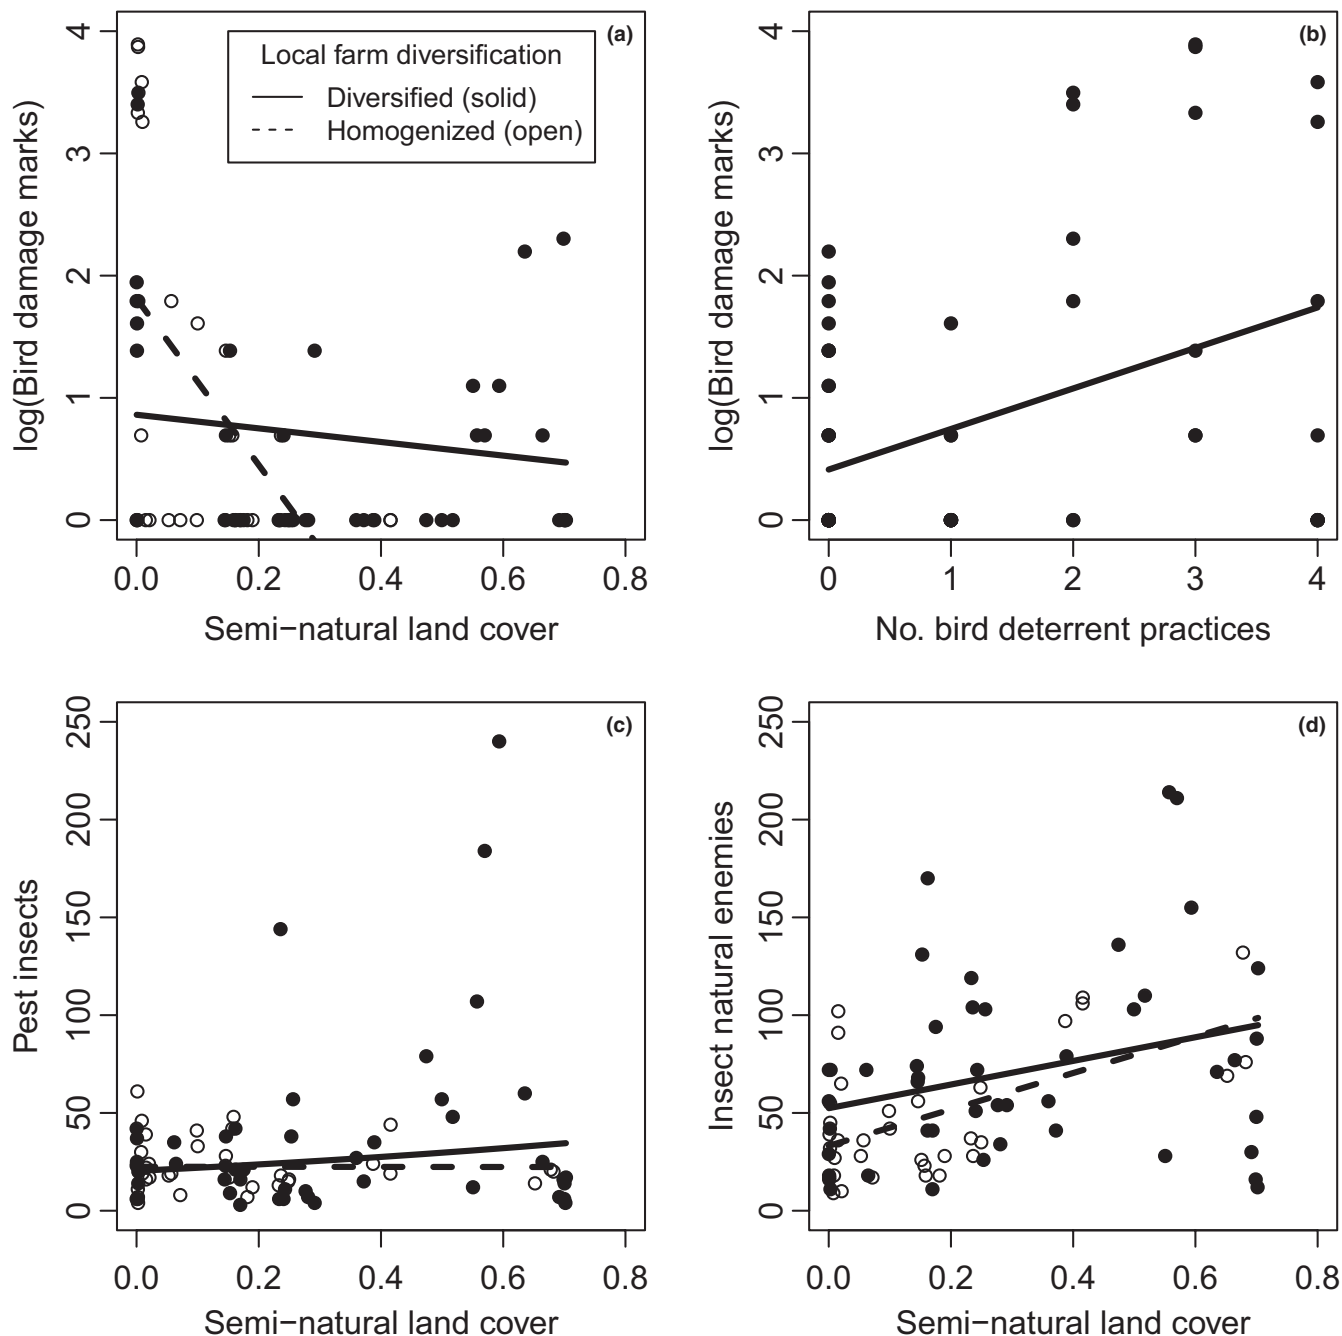 (a)
Local farm diversification
Diversified (solid)
Homogenized (open)
log(Bird damage marks)
4
3
2
1
0
0.0 0.2 0.4 0.6 0.8
Semi−natural land cover
(b)
log(Bird damage marks)
4
3
2
1
0
0 1 2 3 4
No. bird deterrent practices
(c)
Pest insects
250
200
150
100
50
0
0.0 0.2 0.4 0.6 0.8
Semi−natural land cover
(d)
Insect natural enemies
250
200
150
100
50
0
0.0 0.2 0.4 0.6 0.8
Semi−natural land cover